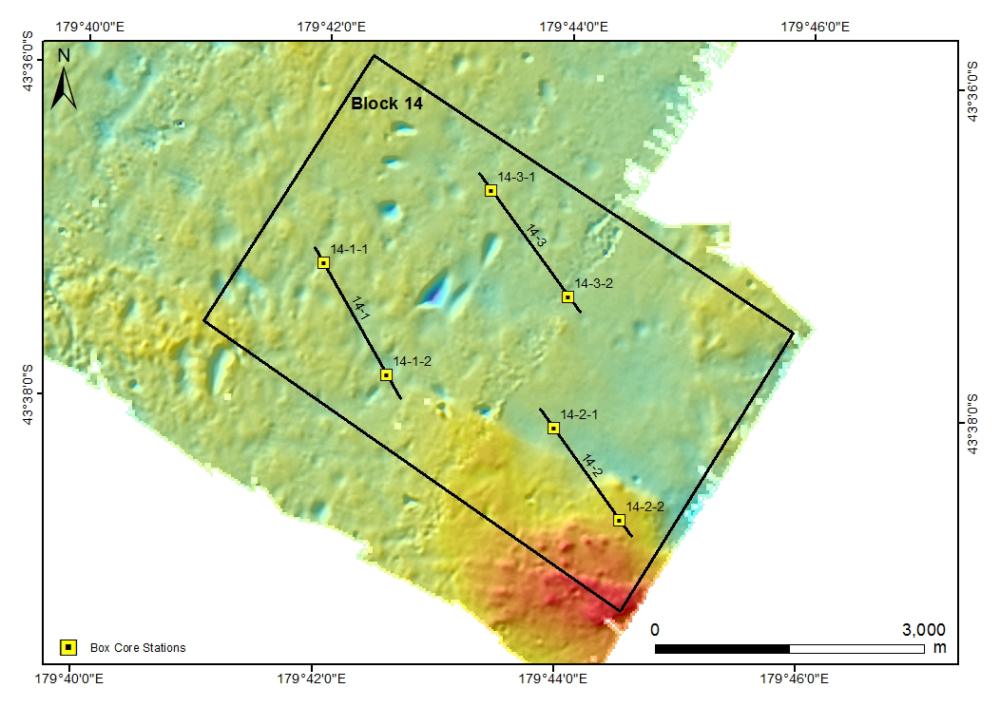 179°40'0"E 179°42'0"E 179°44'0"E 179°46'0"E
43°36'0"S
N
43°36'0"S
Block 14
14-3-1
14-3
14-1-1
14-3-2
14-1
14-1-2
43°38'0"S
14-2-1
43°38'0"S
14-2
14-2-2
0 3,000
m
Box Core Stations
179°40'0"E 179°42'0"E 179°44'0"E 179°46'0"E